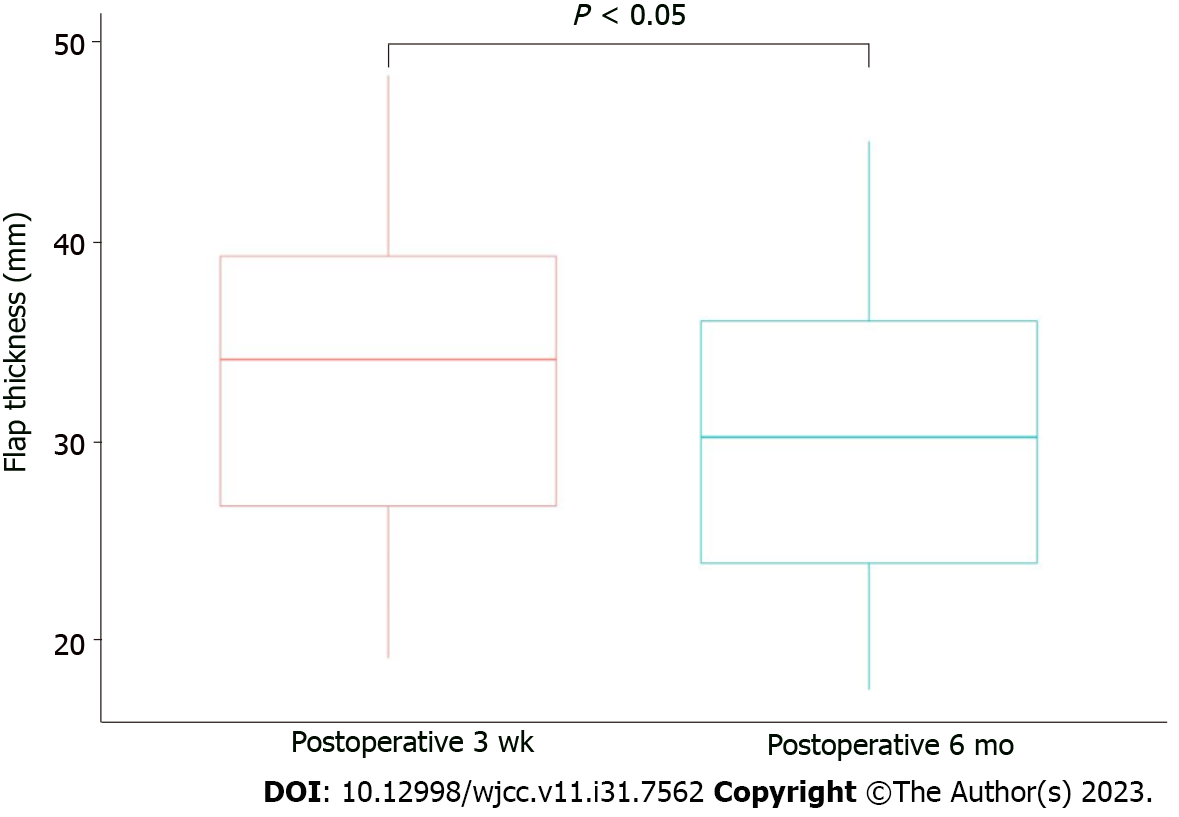 P < 0.05
50
40
30
20
Flap thickness (mm)
Postoperative 3 wk
Postoperative 6 mo
DOI: 10.12998/wjcc.v11.i31.7562 Copyright ©The Author(s) 2023.